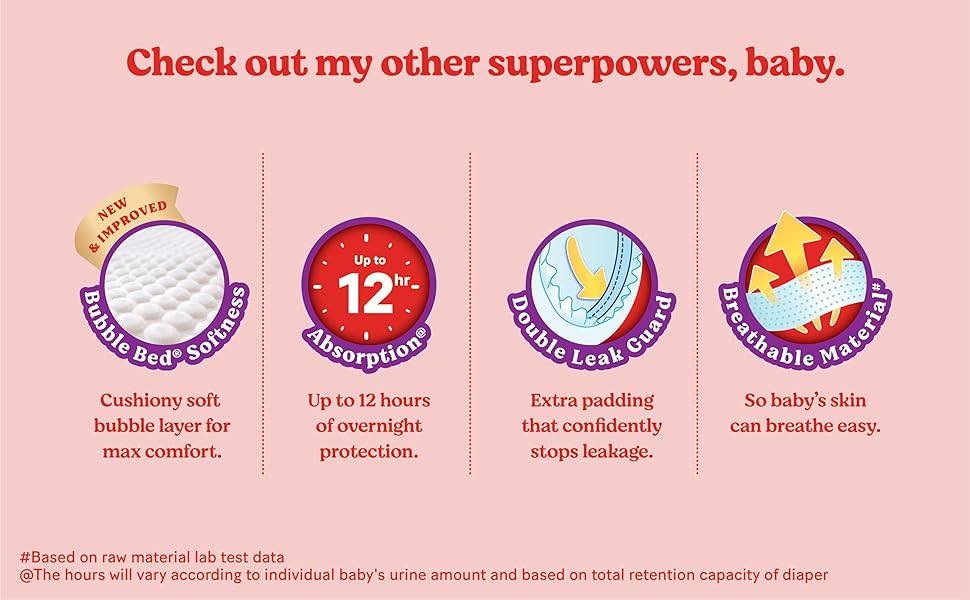 Check out my other superpowers, baby.
NEW
& IMPROVED
Bubble Bed® Softness
Cushiony soft
bubble layer for
max comfort.
Up to
12hr
Absorption@
Up to 12 hours
of overnight
protection.
Double Leak Guard
Extra padding
that confidently
stops leakage.
Breathable Material#
So baby’s skin
can breathe easy.
#Based on raw material lab test data
@The hours will vary according to individual baby's urine amount and based on total retention capacity of diaper